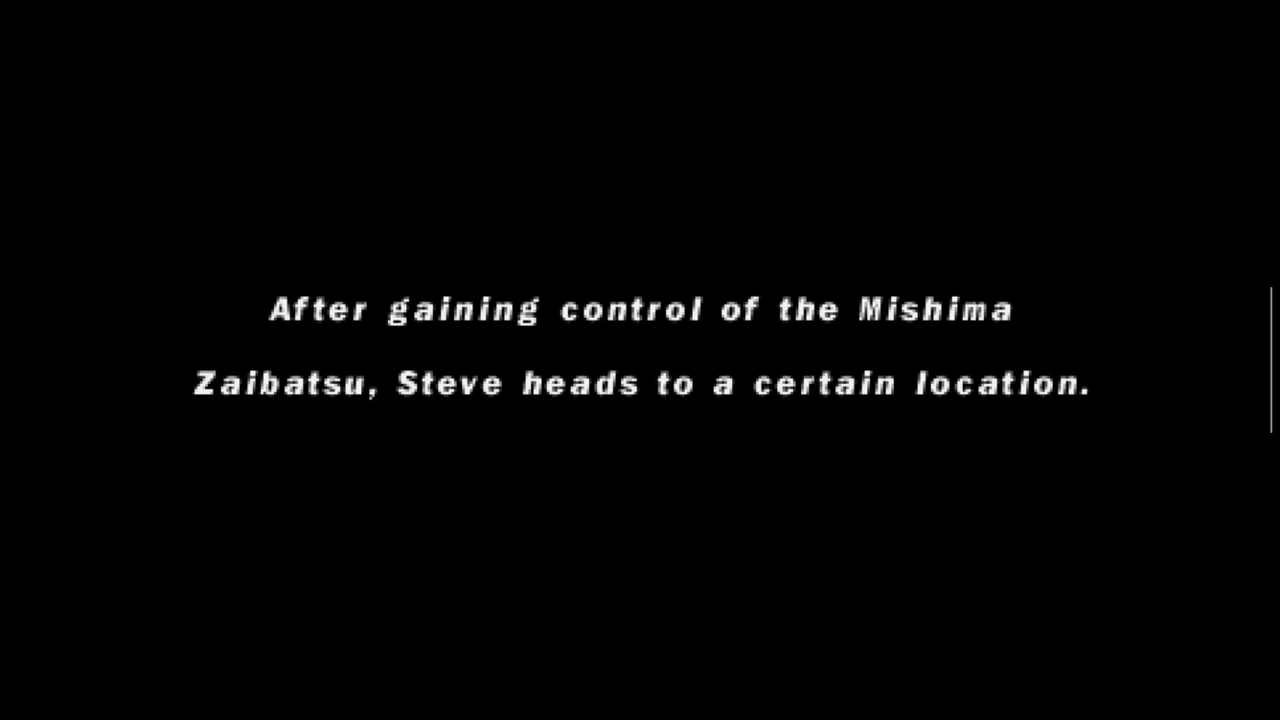 After gaining control of the Mishima
Zaibatsu, Steve heads to a certain location.